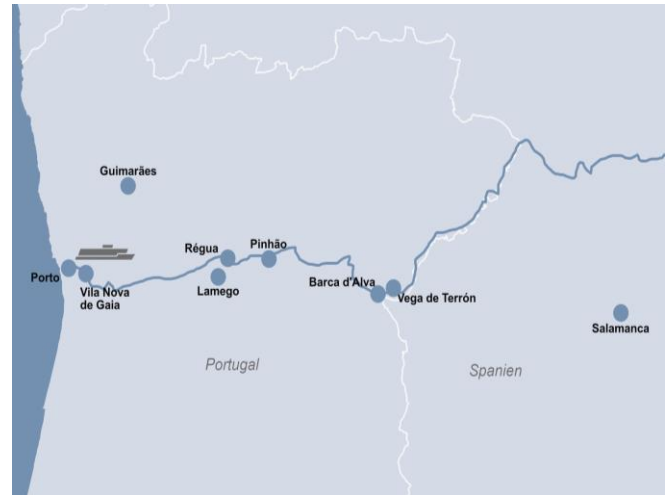 Guimarães
Régua
Pinhão
Porto
Vila Nova
de Gaia
Lamego
Barca d'Alva
Vega de Terrón
Salamanca
Portugal
Spanien